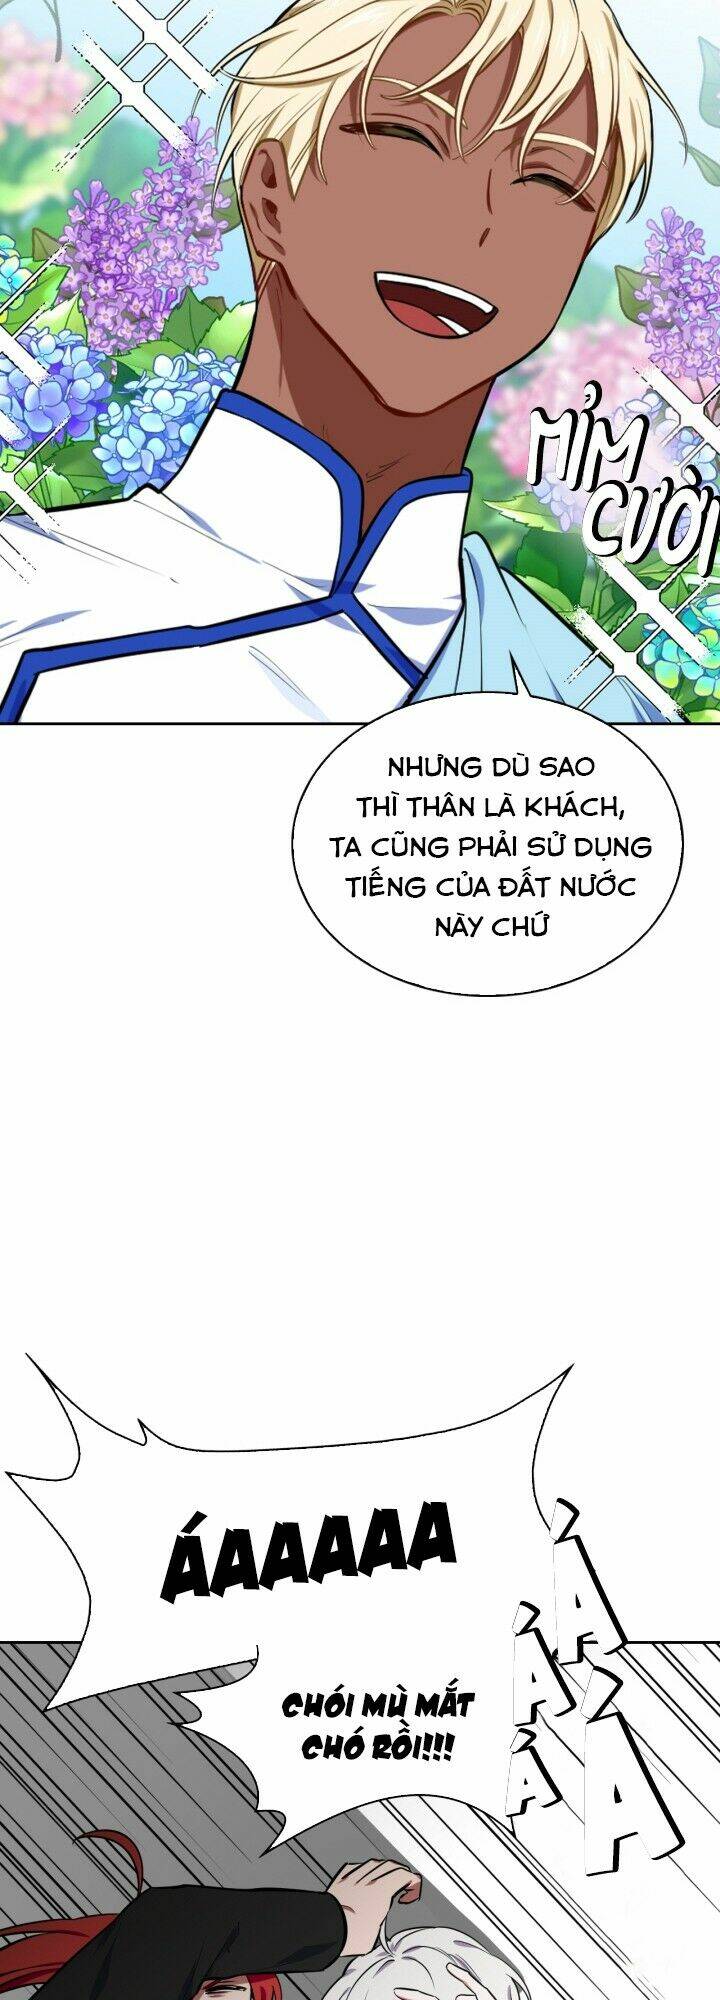 MỈM
CƯỜI
NHƯNG DÙ SAO
THÌ THÂN LÀ KHÁCH,
TA CŨNG PHẢI SỬ DỤNG
TIẾNG CỦA ĐẤT NƯỚC
NÀY CHỨ
ÁAAAAA
CHÓI MÙ MẮT
CHÓ RỒI!!!
Á
Á
Á
Á
Á